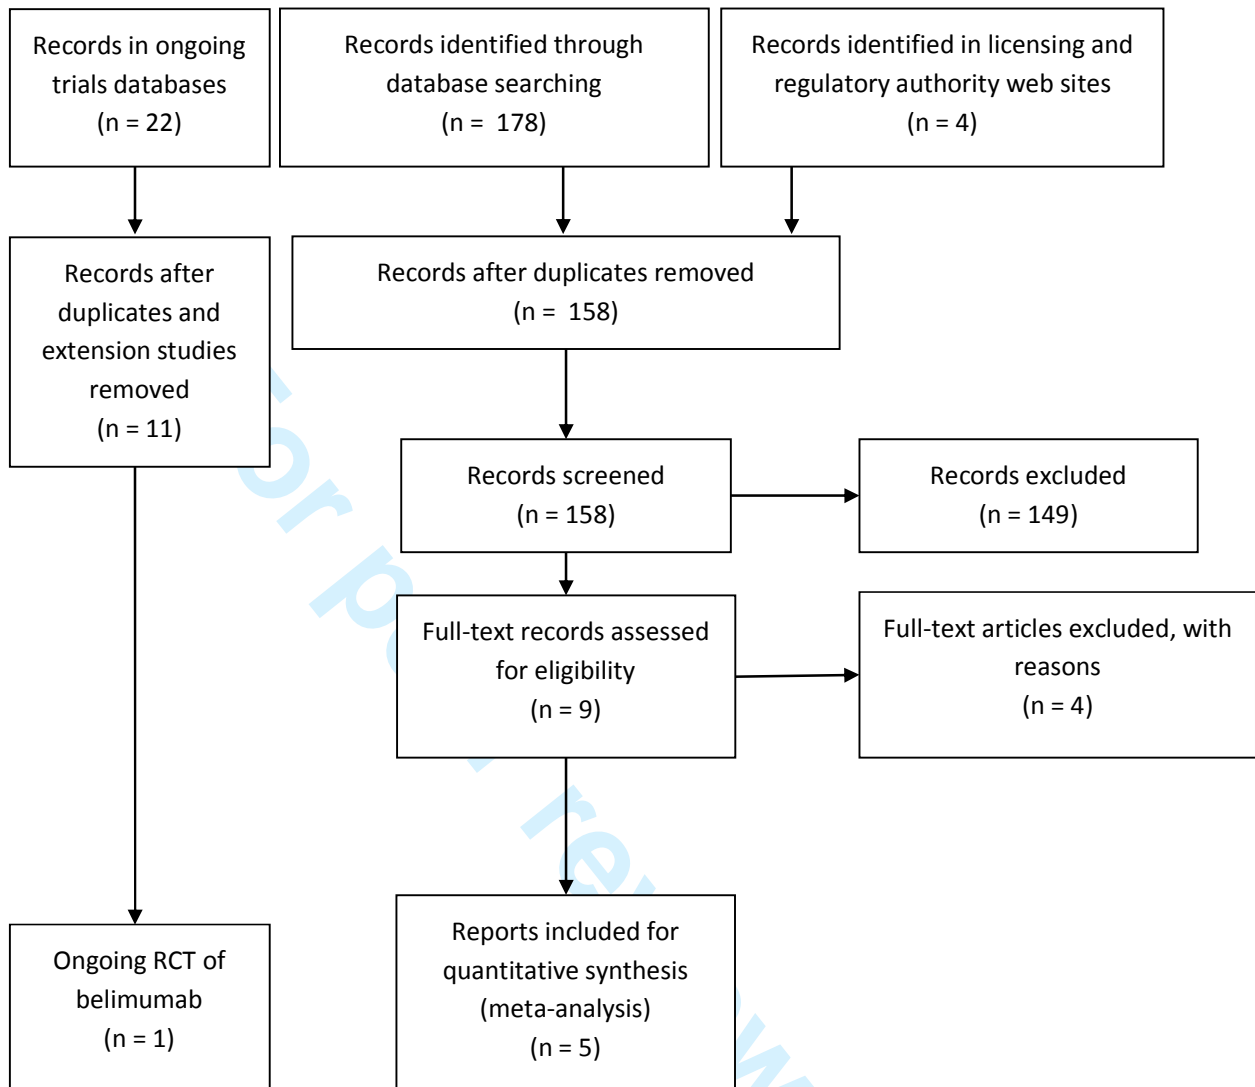 Records in ongoing
trials databases
(n = 22)
Records identified through
database searching
(n = 178)
Records identified in licensing and
regulatory authority web sites
(n = 4)
Records after
duplicates and
extension studies
removed
(n = 11)
Records after duplicates removed
(n = 158)
Records screened
(n = 158)
Records excluded
(n = 149)
Full-text records assessed
for eligibility
(n = 9)
Full-text articles excluded, with
reasons
(n = 4)
Ongoing RCT of
belimumab
(n = 1)
Reports included for
quantitative synthesis
(meta-analysis)
(n = 5)